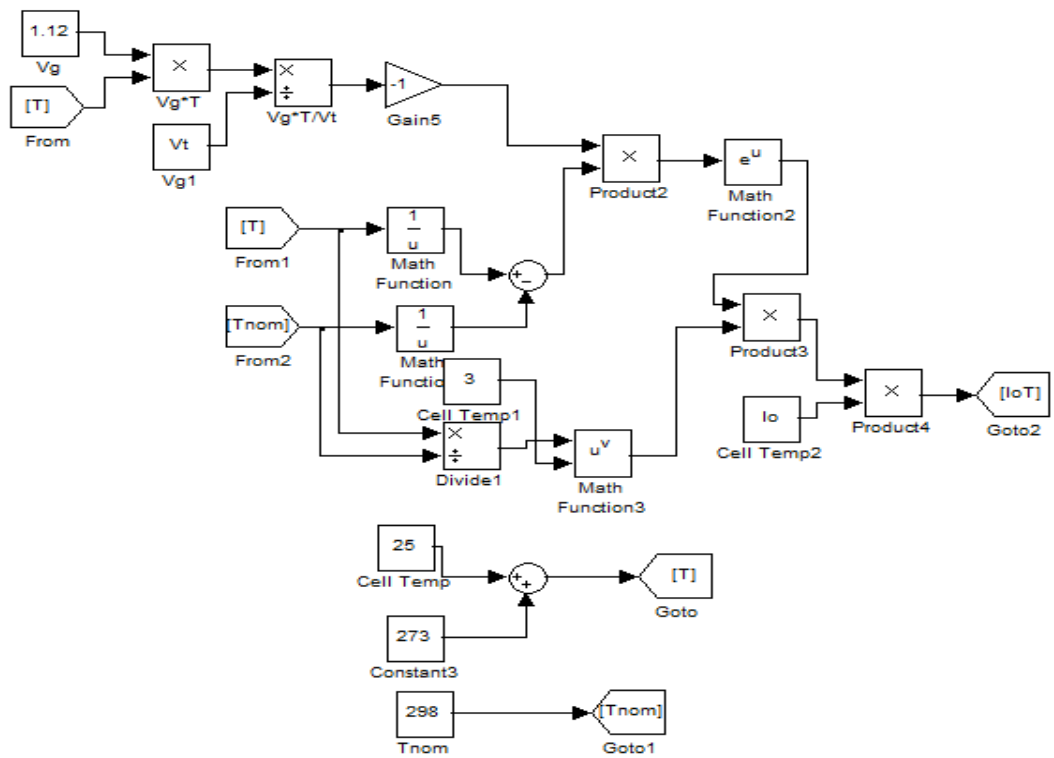 1.12
Vg
[T]
From
×
Vg*T
Vt
Vg1
×
÷
Vg*T/Vt
-1
Gain5
×
Product2
e^u
Math
Function2
[T]
From1
1
u
Math
Function
+
−
[Tnom]
From2
1
u
Math
Functio
3
Cell Temp1
×
÷
Divide1
u^v
Math
Function3
×
Product3
Io
Cell Temp2
×
Product4
[IoT]
Goto2
25
Cell Temp
+
+
273
Constant3
[T]
Goto
298
Tnom
[Tnom]
Goto1